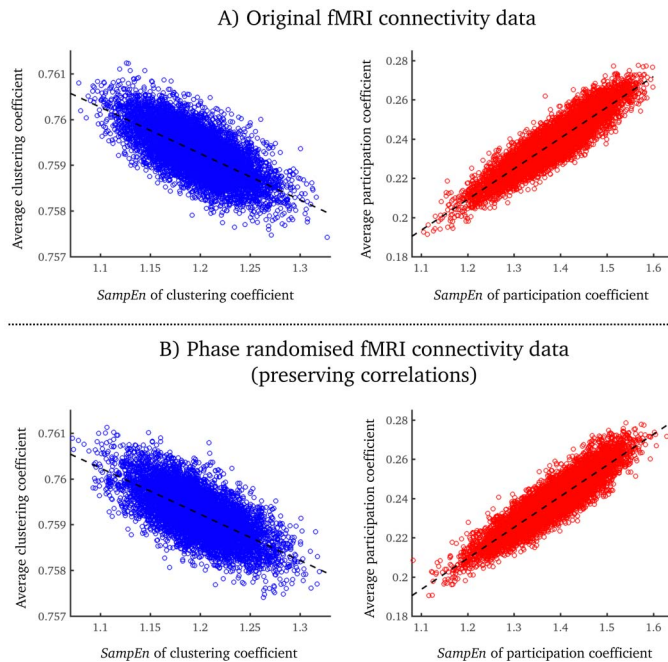 A) Original fMRI connectivity data
Average clustering coefficient
0.761
0.76
0.759
0.758
0.757
1.1 1.15 1.2 1.25 1.3
SampEn of clustering coefficient
Average participation coefficient
0.28
0.26
0.24
0.22
0.2
0.18
1.1 1.2 1.3 1.4 1.5 1.6
SampEn of participation coefficient
B) Phase randomised fMRI connectivity data
(preserving correlations)
Average clustering coefficient
0.761
0.76
0.759
0.758
0.757
1.1 1.15 1.2 1.25 1.3
SampEn of clustering coefficient
Average participation coefficient
0.28
0.26
0.24
0.22
0.2
0.18
1.1 1.2 1.3 1.4 1.5 1.6
SampEn of participation coefficient